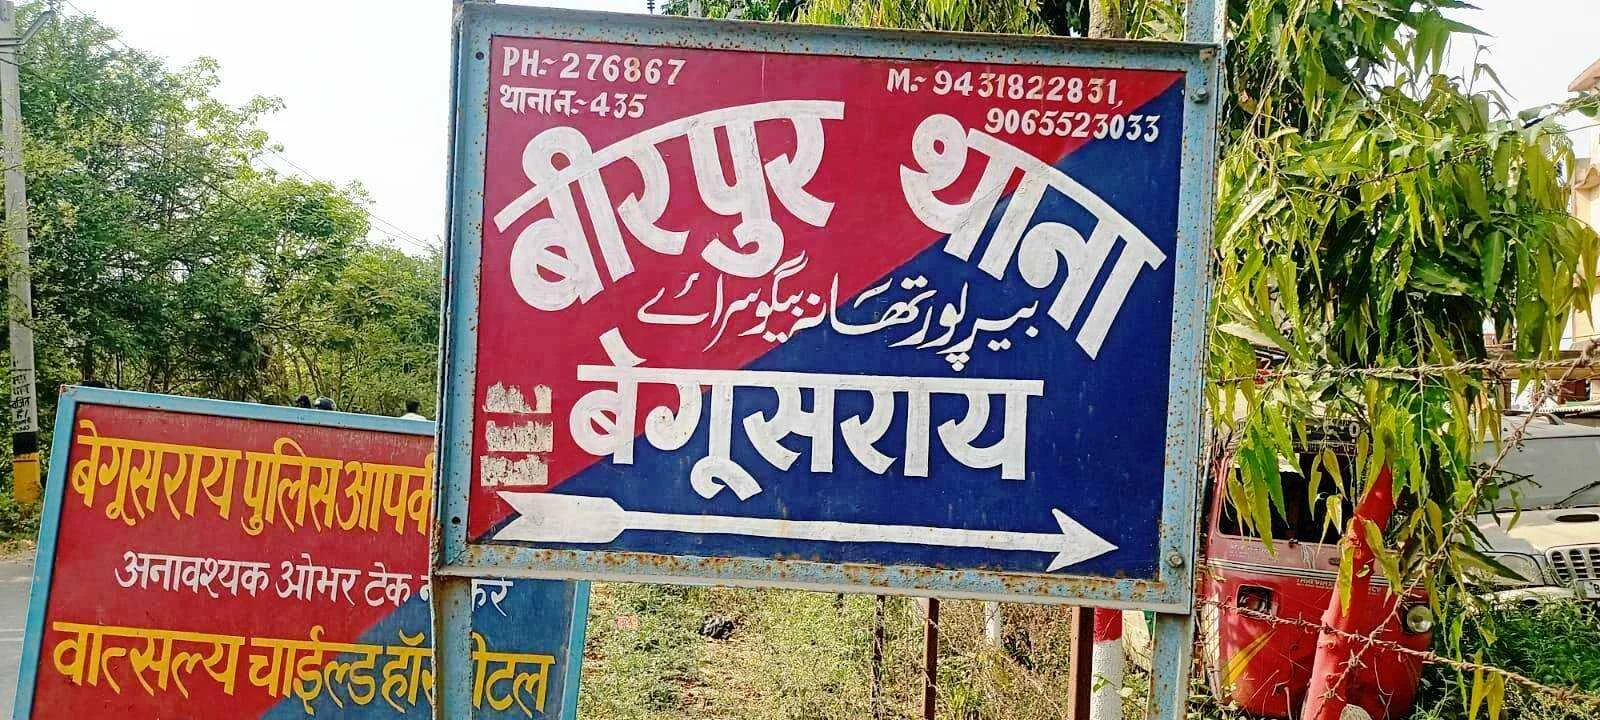 PH:~276867
थाना नं:~435
M:~9431822831,
9065523033
बीरपुर थाना
بیرپور تھانہ بیگوسرائے
बेगूसराय
बेगूसराय पुलिस आपकी
अनावश्यक ओभर टेक न करे
वात्सल्य चाईल्ड हॉस्पीटल